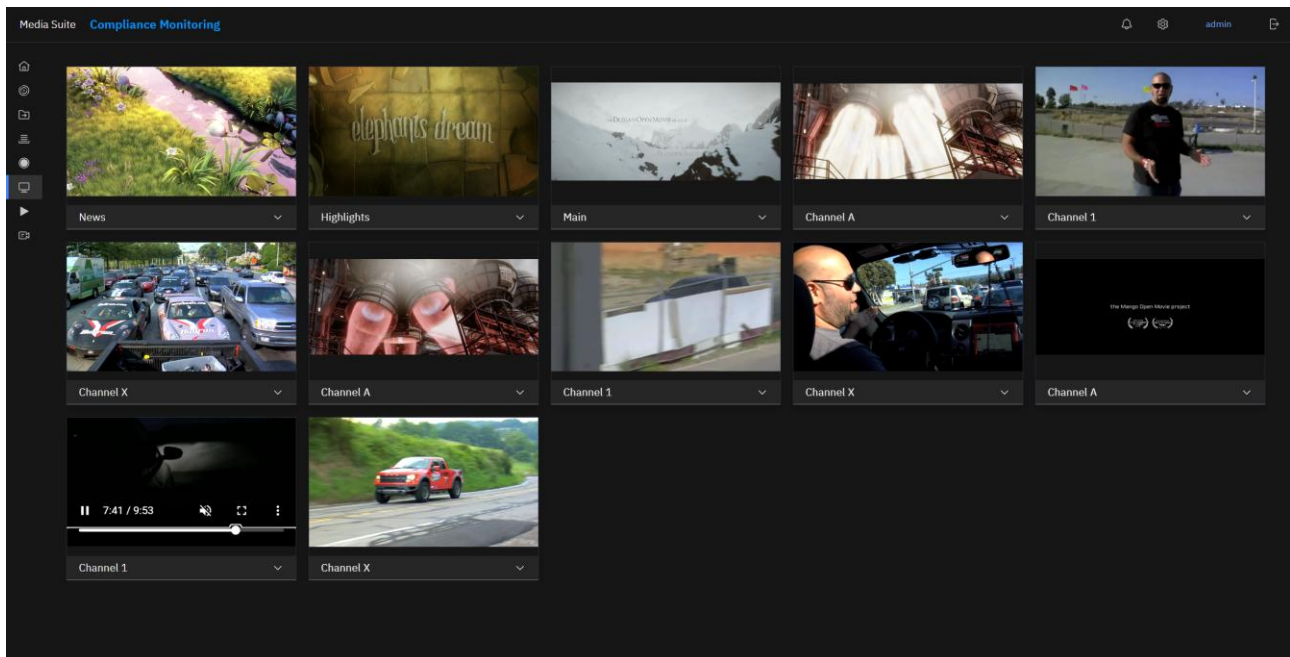 Media Suite Compliance Monitoring admin
elephants dream
News Highlights Main Channel A Channel 1
the Mango Open Movie project
Channel X Channel A Channel 1 Channel X Channel A
7:41 / 9:53
Channel 1 Channel X